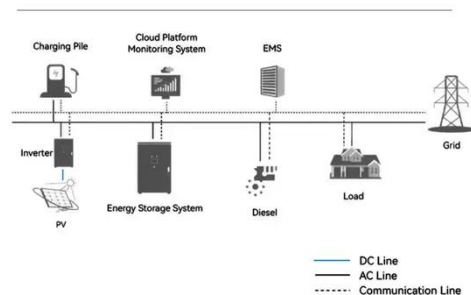 Charging Pile
Cloud Platform
Monitoring System
EMS
Grid
Inverter
PV
Energy Storage System
Diesel
Load
DC Line
AC Line
Communication Line